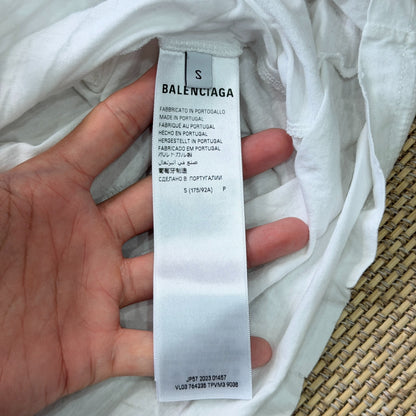 S
BALENCIAGA
FABBRICATO IN PORTOGALLO
MADE IN PORTUGAL
FABRIQUÉ AU PORTUGAL
HECHO EN PORTUGAL
HERGESTELLT IN PORTUGAL
FABRICADO EM PORTUGAL
ポルトガル製
صنع في البرتغال
葡萄牙制造
СДЕЛАНО В ПОРТУГАЛИИ
S (175/92A) P
JP57 2023 01457
VL03 764235 TPVM3 9036